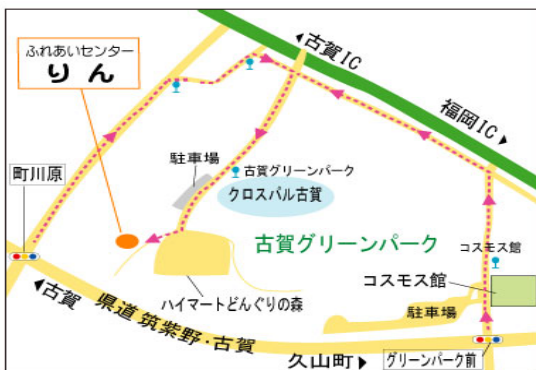 ふれあいセンター
りん
古賀IC
福岡IC
町川原
駐車場
古賀グリーンパーク
クロスパル古賀
古賀グリーンパーク
コスモス館
コスモス館
ハイマートどんぐりの森
駐車場
古賀
県道 筑紫野・古賀
久山町
グリーンパーク前